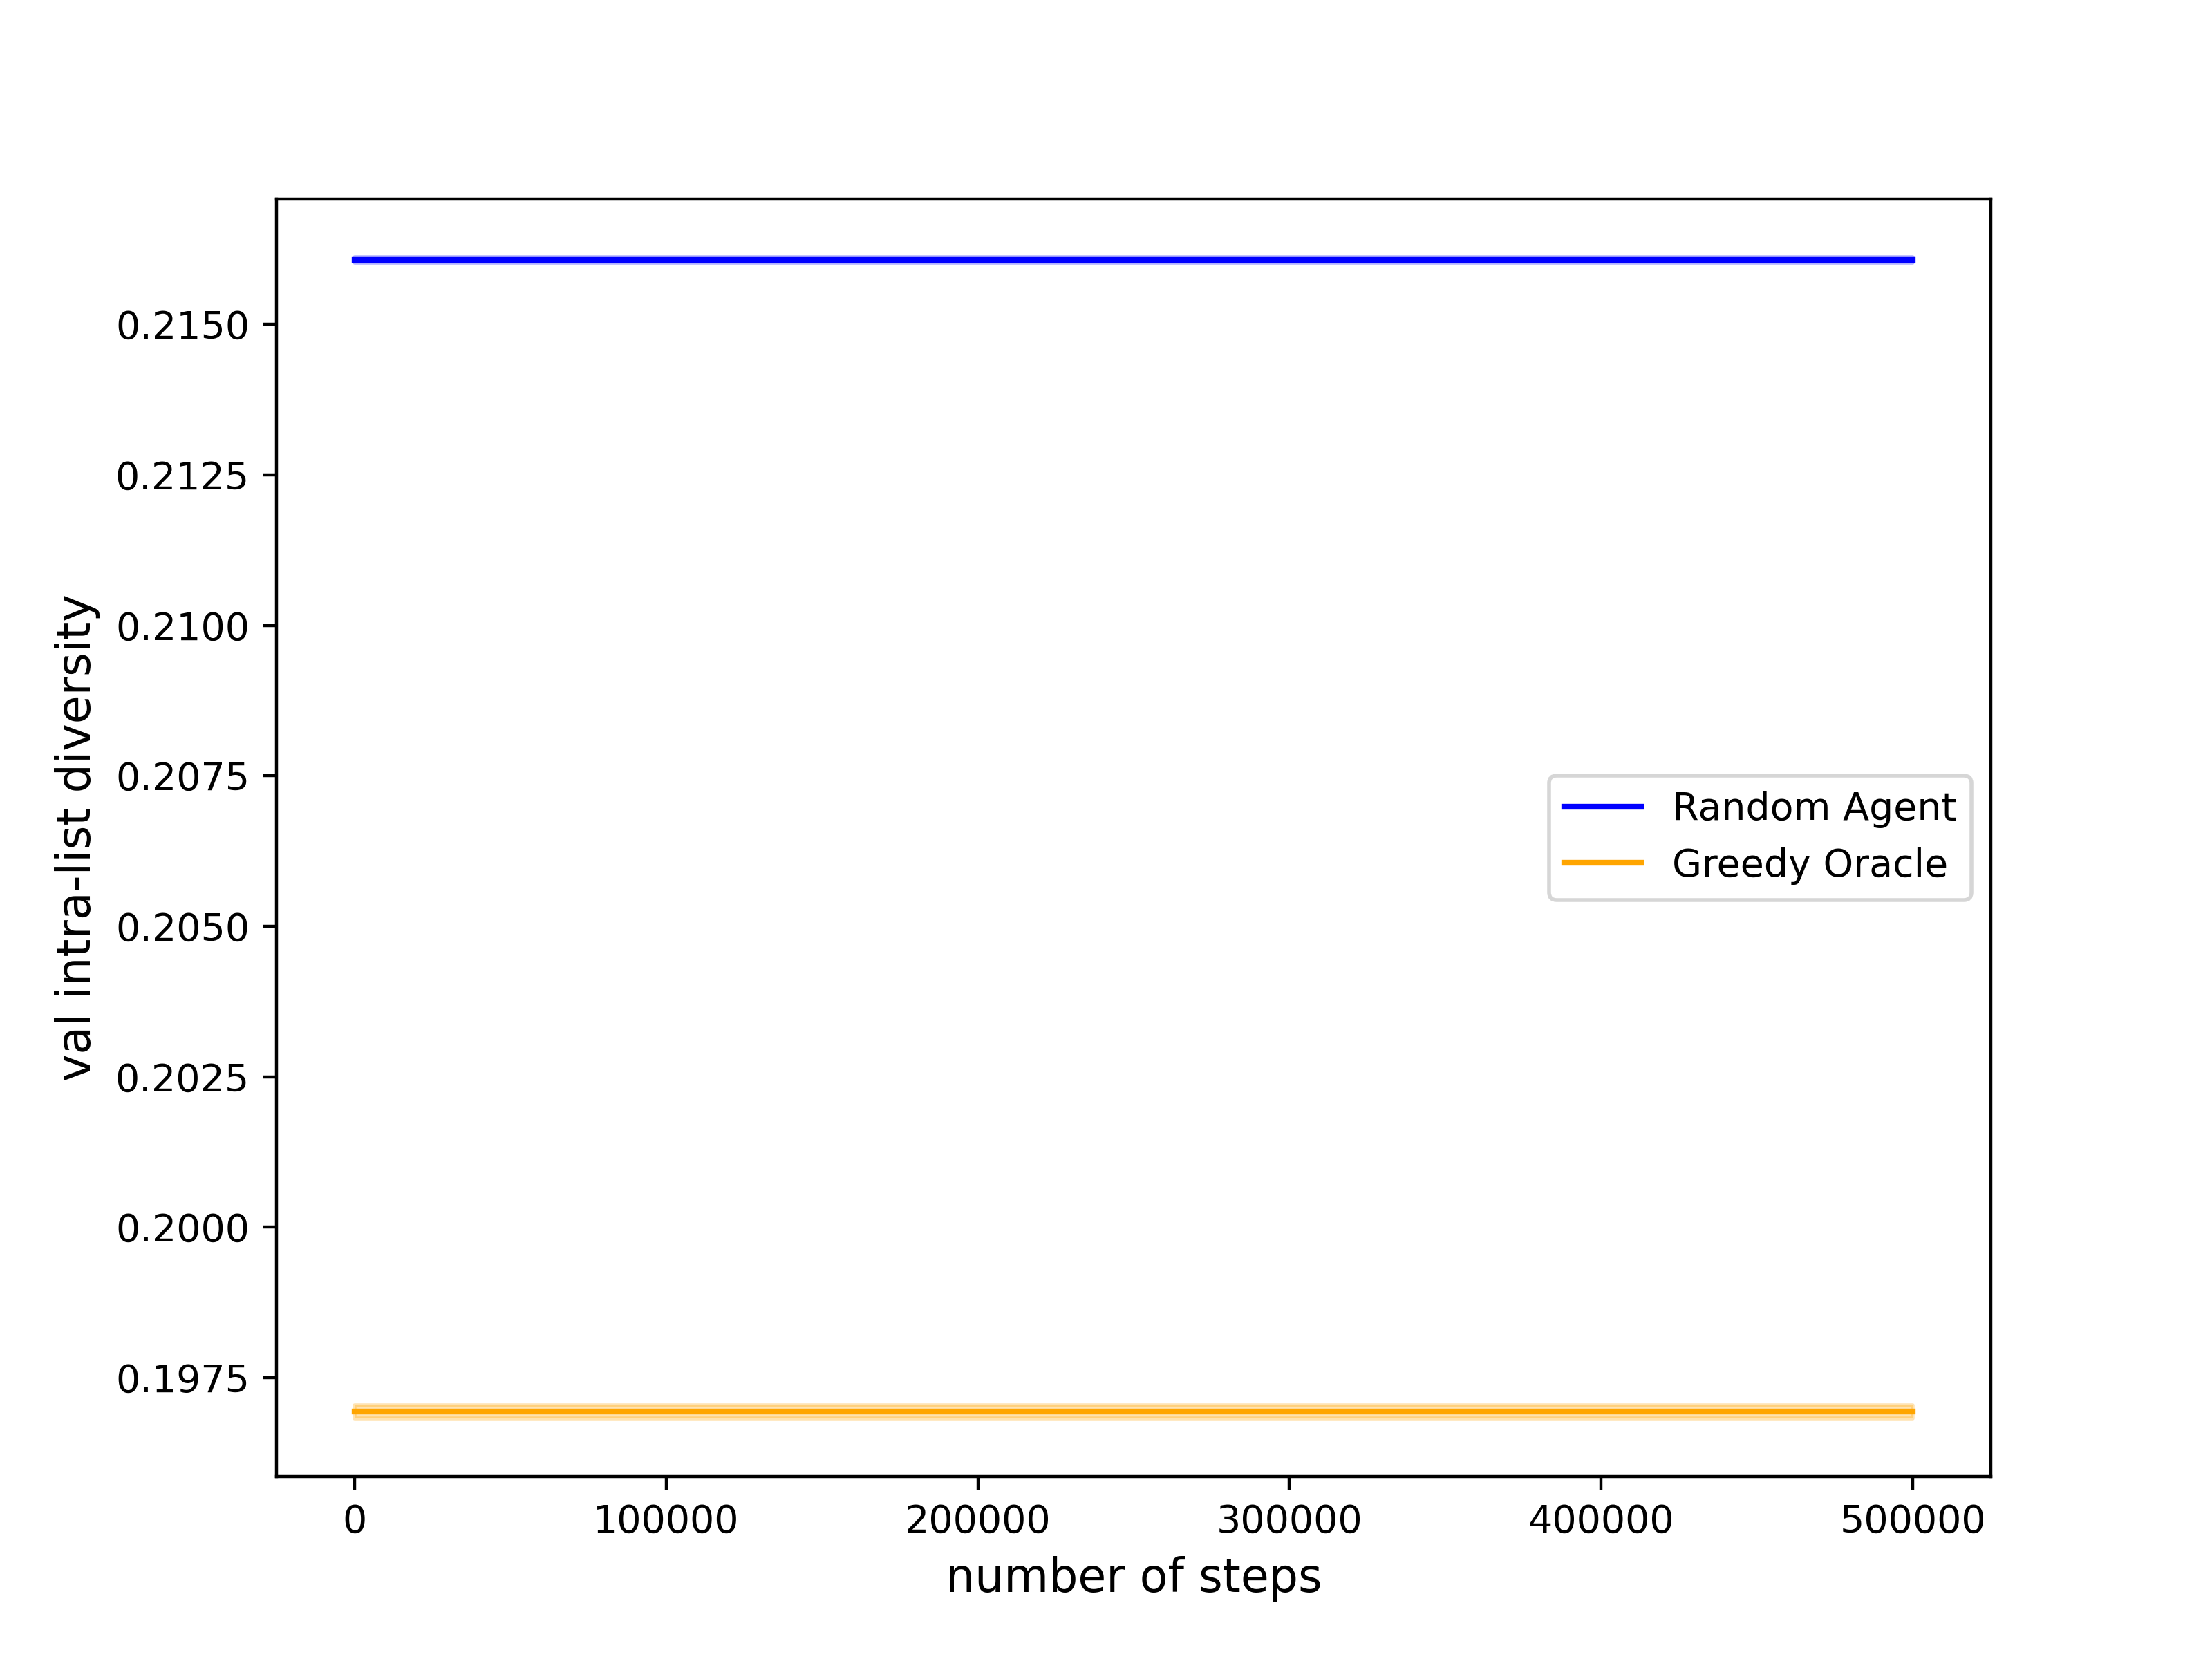 0.2150
0.2125
0.2100
0.2075
0.2050
0.2025
0.2000
0.1975
val intra-list diversity
Random Agent
Greedy Oracle
0 100000 200000 300000 400000 500000
number of steps